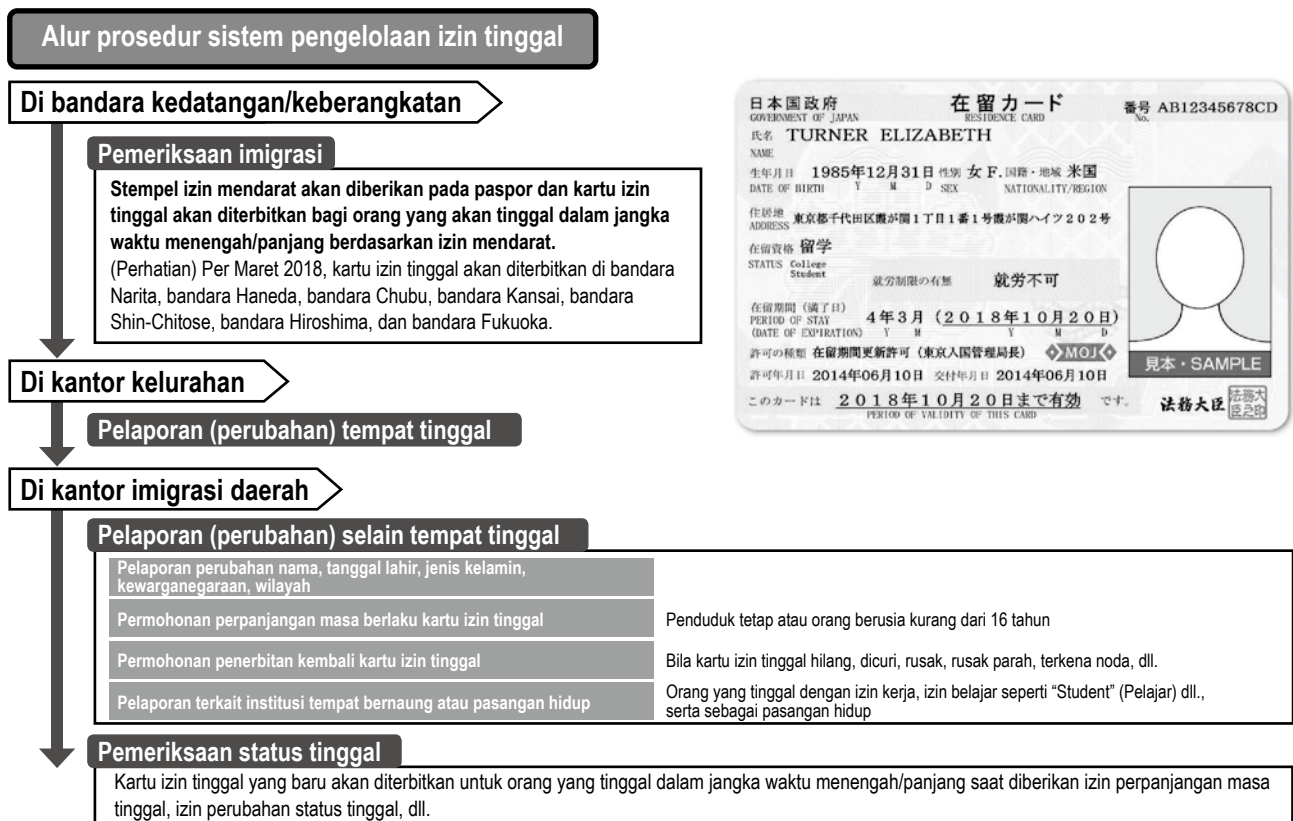 Alur prosedur sistem pengelolaan izin tinggal
Di bandara kedatangan/keberangkatan
Pemeriksaan imigrasi
Stempel izin mendarat akan diberikan pada paspor dan kartu izin
tinggal akan diterbitkan bagi orang yang akan tinggal dalam jangka
waktu menengah/panjang berdasarkan izin mendarat.
(Perhatian) Per Maret 2018, kartu izin tinggal akan diterbitkan di bandara
Narita, bandara Haneda, bandara Chubu, bandara Kansai, bandara
Shin-Chitose, bandara Hiroshima, dan bandara Fukuoka.
日本国政府 在留カード 番号 AB12345678CD
GOVERNMENT OF JAPAN RESIDENCE CARD No.
氏名 TURNER ELIZABETH
NAME
生年月日 1985年12月31日 性別 女 F. 国籍・地域 米国
DATE OF BIRTH Y M D SEX NATIONALITY/REGION
住居地 東京都千代田区霞が関1丁目1番1号霞が関ハイツ202号
ADDRESS
在留資格 留学
STATUS College
Student
就労制限の有無 就労不可
在留期間(満了日) 4年3月(2018年10月20日)
PERIOD OF STAY
(DATE OF EXPIRATION) Y M Y M D
許可の種類 在留期間更新許可(東京入国管理局長) MOJ
見本・SAMPLE
許可年月日 2014年06月10日 交付年月日 2014年06月10日
このカードは 2018年10月20日まで有効 です。
PERIOD OF VALIDITY OF THIS CARD
法務大臣 法務大臣之印
Di kantor kelurahan
Pelaporan (perubahan) tempat tinggal
Di kantor imigrasi daerah
Pelaporan (perubahan) selain tempat tinggal
Pelaporan perubahan nama, tanggal lahir, jenis kelamin,
kewarganegaraan, wilayah
Permohonan perpanjangan masa berlaku kartu izin tinggal Penduduk tetap atau orang berusia kurang dari 16 tahun
Permohonan penerbitan kembali kartu izin tinggal Bila kartu izin tinggal hilang, dicuri, rusak, rusak parah, terkena noda, dll.
Pelaporan terkait institusi tempat bernaung atau pasangan hidup Orang yang tinggal dengan izin kerja, izin belajar seperti “Student” (Pelajar) dll.,
serta sebagai pasangan hidup
Pemeriksaan status tinggal
Kartu izin tinggal yang baru akan diterbitkan untuk orang yang tinggal dalam jangka waktu menengah/panjang saat diberikan izin perpanjangan masa
tinggal, izin perubahan status tinggal, dll.